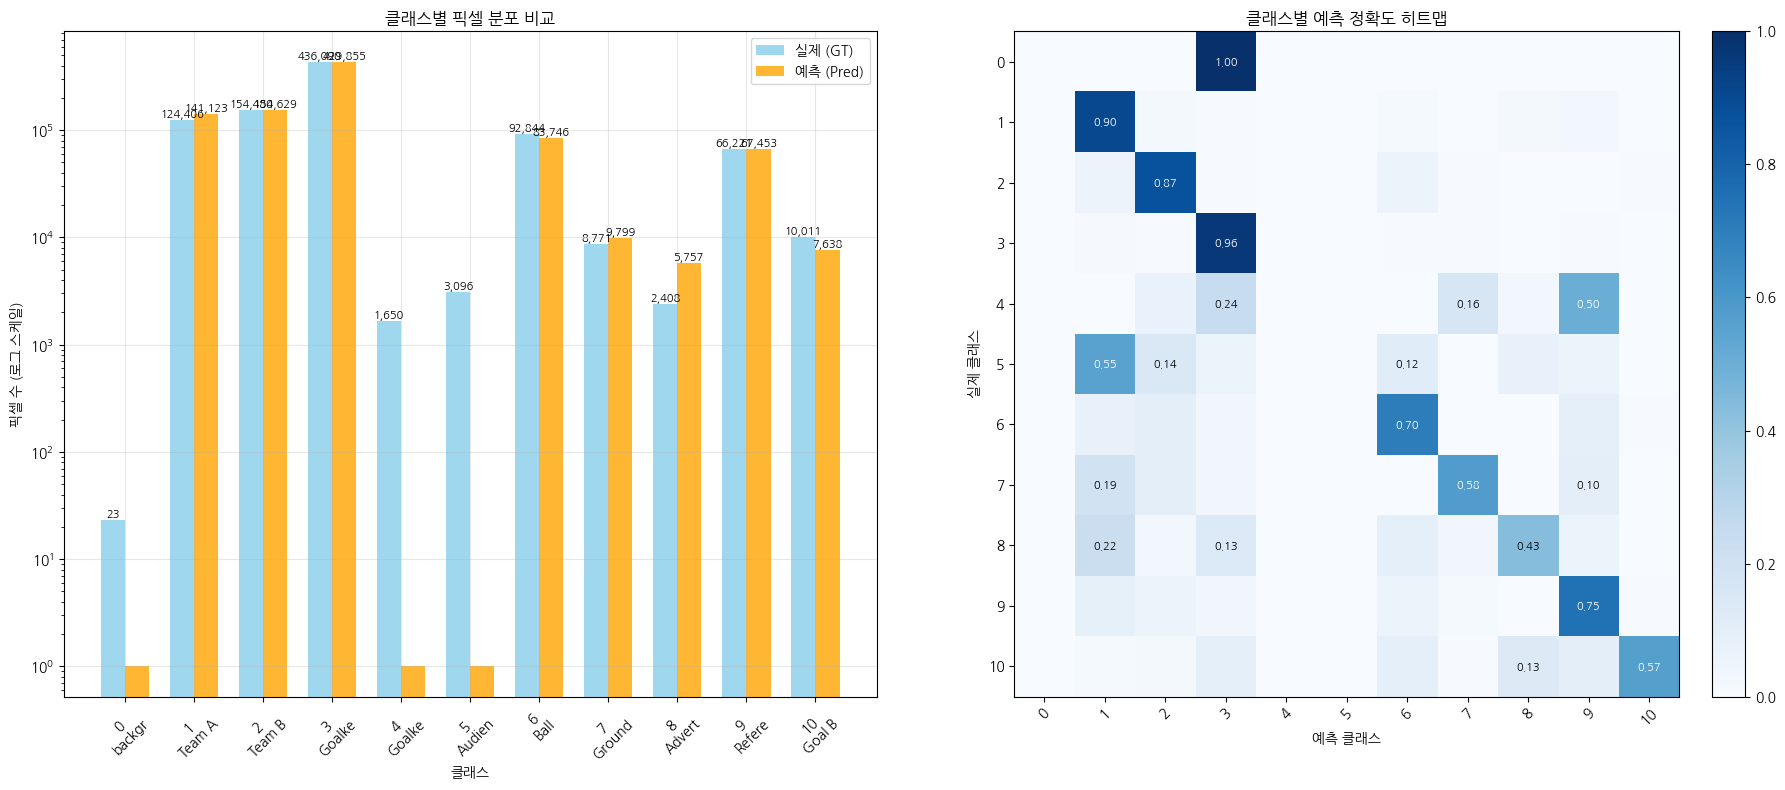 클래스별 픽셀 분포 비교
실제 (GT)
예측 (Pred)
픽셀 수 (로그 스케일)
10⁵
10⁴
10³
10²
10¹
10⁰
23
124,406
141,123
154,629
92,844
83,746
67,453
1,650
3,096
8,771
9,799
2,408
5,757
10,011
7,638
0
backgr
1
Team A
2
Team B
3
Goalke
4
Goalke
5
Audien
6
Ball
7
Ground
8
Advert
9
Refere
10
Goal B
클래스
클래스별 예측 정확도 히트맵
실제 클래스
0 1.00
1 0.90
2 0.87
3 0.96
4 0.24 0.16 0.50
5 0.55 0.14 0.12
6 0.70
7 0.19 0.58 0.10
8 0.22 0.13 0.43
9 0.75
10 0.13 0.57
0 1 2 3 4 5 6 7 8 9 10
예측 클래스
1.0
0.8
0.6
0.4
0.2
0.0